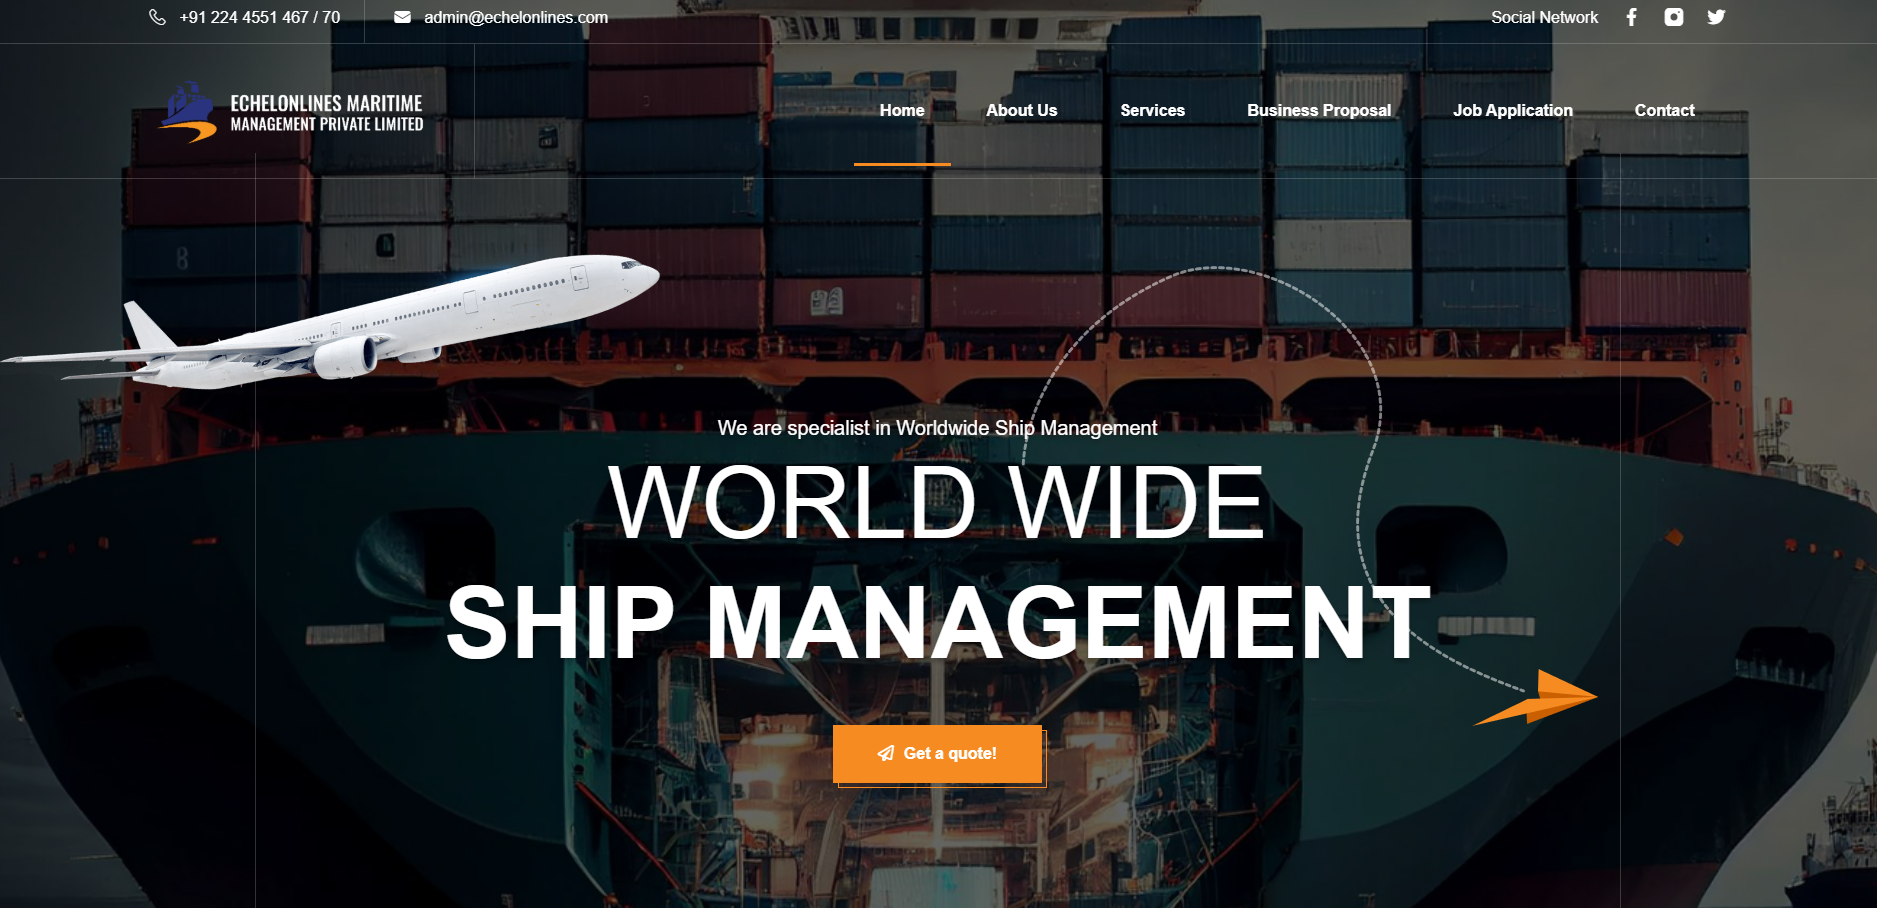 +91 224 4551 467 / 70
admin@echelonlines.com
Social Network
ECHELONLINES MARITIME
MANAGEMENT PRIVATE LIMITED
Home
About Us
Services
Business Proposal
Job Application
Contact
8
We are specialist in Worldwide Ship Management
WORLD WIDE
SHIP MANAGEMENT
Get a quote!